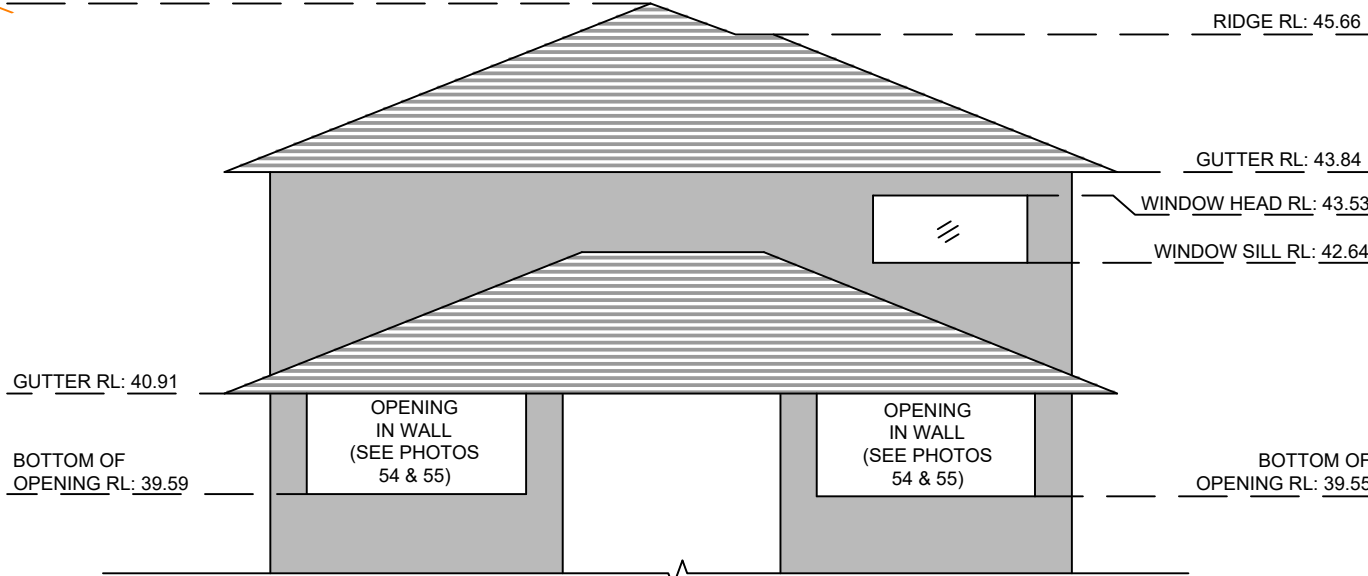 RIDGE RL: 45.66
GUTTER RL: 43.84
WINDOW HEAD RL: 43.53
WINDOW SILL RL: 42.64
GUTTER RL: 40.91
OPENING
IN WALL
(SEE PHOTOS
54 & 55)
OPENING
IN WALL
(SEE PHOTOS
54 & 55)
BOTTOM OF
OPENING RL: 39.59
BOTTOM OF
OPENING RL: 39.55